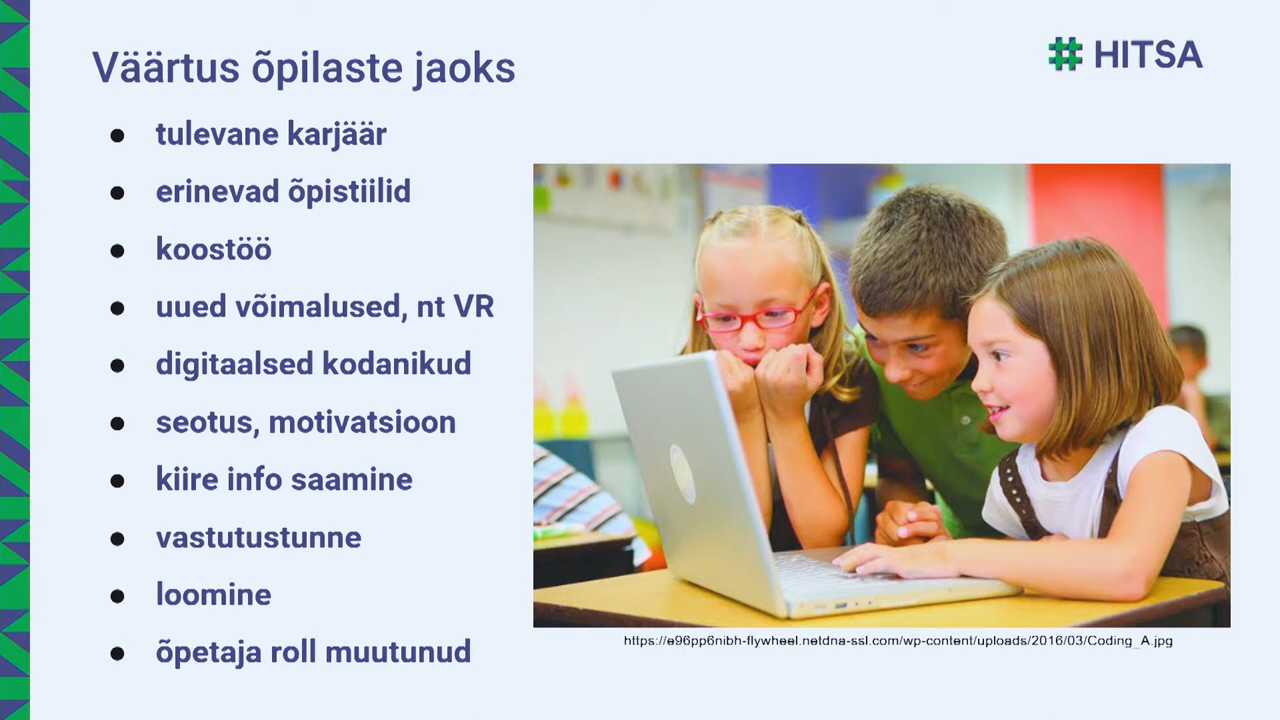 Väärtus õpilaste jaoks
# HITSA
● tulevane karjäär
● erinevad õpistiilid
● koostöö
● uued võimalused, nt VR
● digitaalsed kodanikud
● seotus, motivatsioon
● kiire info saamine
● vastutustunne
● loomine
● õpetaja roll muutunud
https://e96pp6nibh-flywheel.netdna-ssl.com/wp-content/uploads/2016/03/Coding_A.jpg